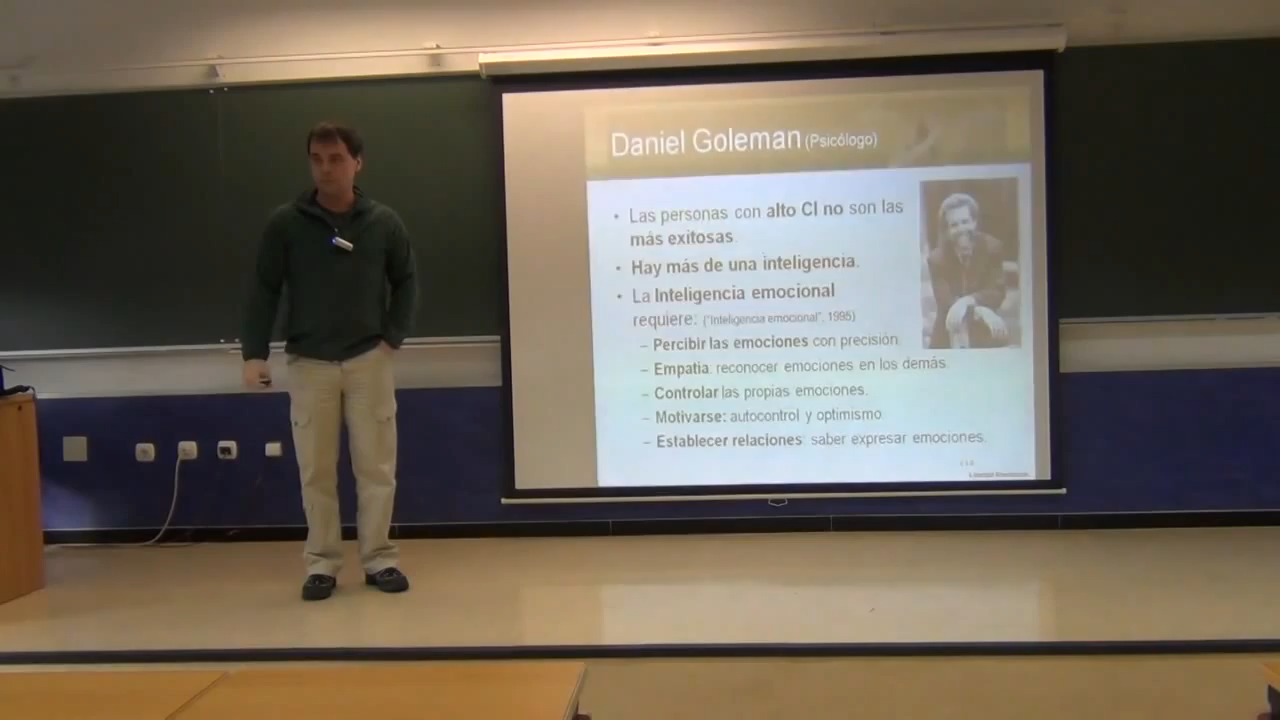 Daniel Goleman (Psicólogo)
• Las personas con alto CI no son las
más exitosas.
• Hay más de una inteligencia.
• La Inteligencia emocional
requiere: ("Inteligencia emocional", 1995)
– Percibir las emociones con precisión.
– Empatia: reconocer emociones en los demás.
– Controlar las propias emociones.
– Motivarse: autocontrol y optimismo.
– Establecer relaciones: saber expresar emociones.